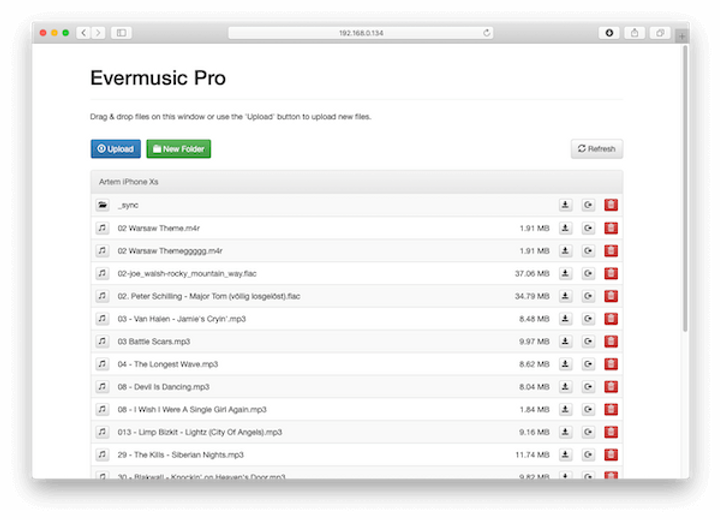 192.168.0.134
Evermusic Pro
Drag & drop files on this window or use the 'Upload' button to upload new files.
Upload New Folder Refresh
Artem iPhone Xs
_sync
02 Warsaw Theme.m4r 1.91 MB
02 Warsaw Themeggggg.m4r 1.91 MB
02-joe_walsh-rocky_mountain_way.flac 37.06 MB
02. Peter Schilling - Major Tom (völlig losgelöst).flac 34.79 MB
03 - Van Halen - Jamie's Cryin'.mp3 8.48 MB
03 Battle Scars.mp3 9.97 MB
04 - The Longest Wave.mp3 8.62 MB
08 - Devil Is Dancing.mp3 8.04 MB
08 - I Wish I Were A Single Girl Again.mp3 1.84 MB
013 - Limp Bizkit - Lightz (City Of Angels).mp3 9.16 MB
29 - The Kills - Siberian Nights.mp3 11.74 MB
30 - Blakwall - Knockin' on Heaven's Door.mp3 9.82 MB